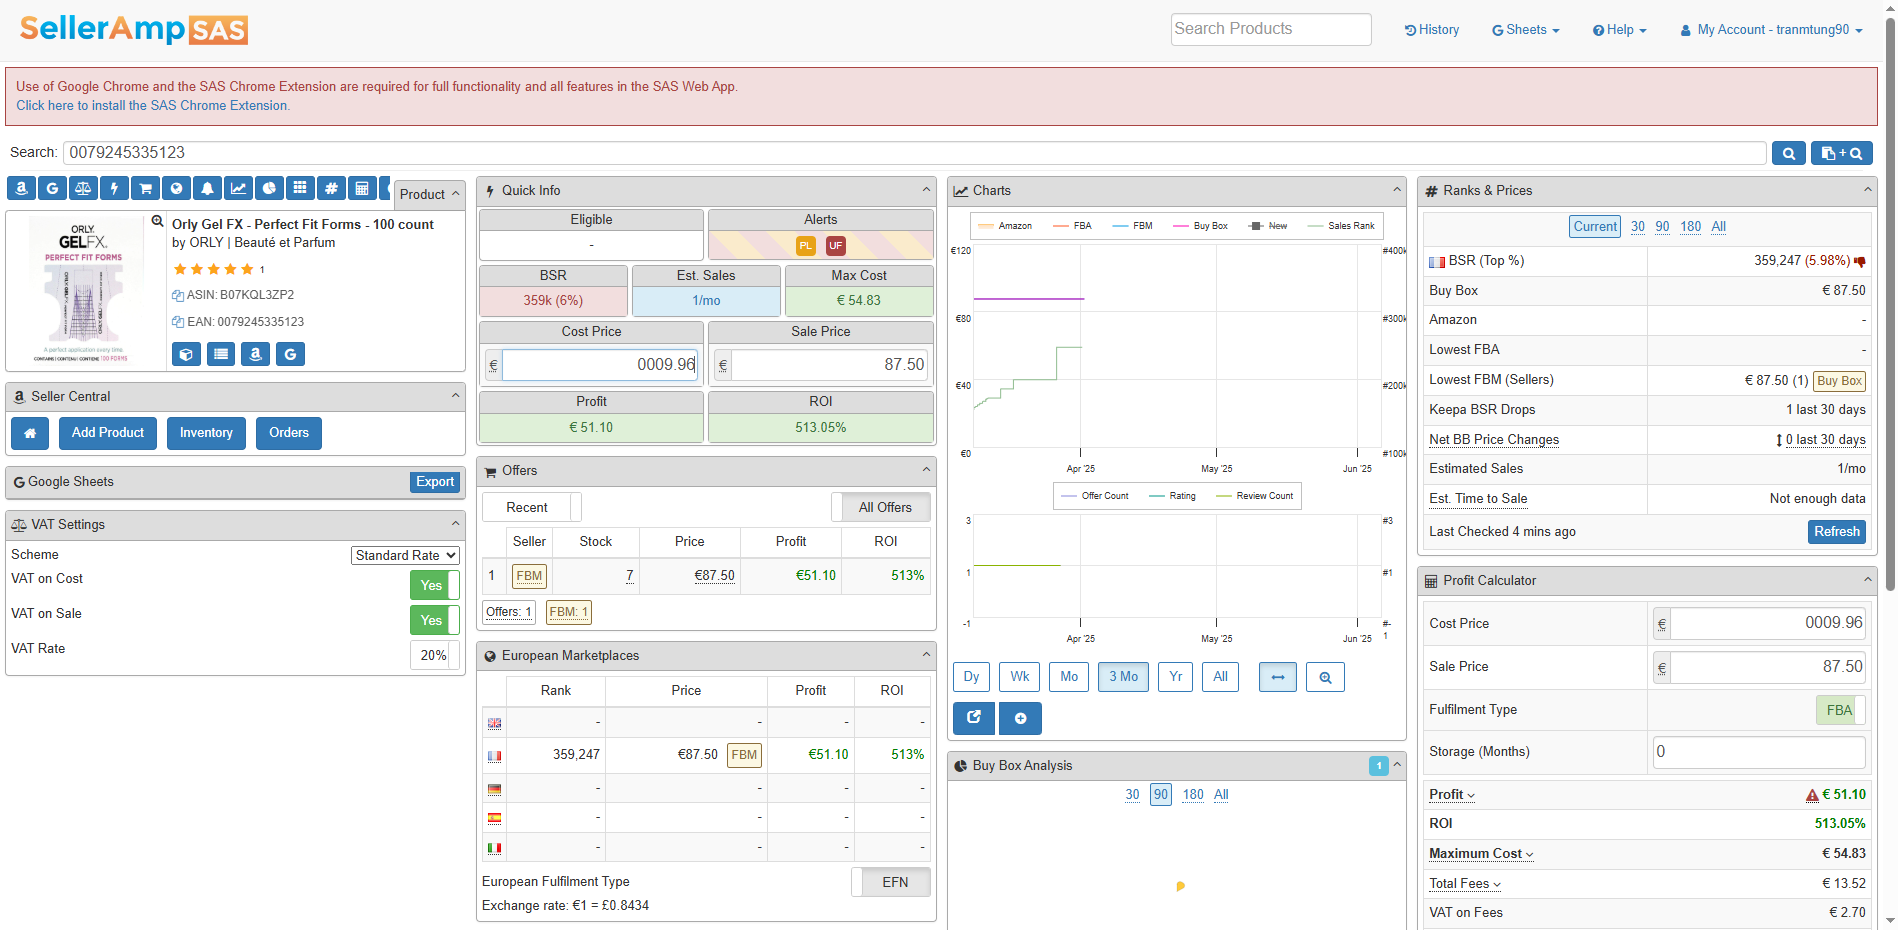 SellerAmp SAS
Search Products
History
Sheets
Help
My Account - tranmtung90
Use of Google Chrome and the SAS Chrome Extension are required for full functionality and all features in the SAS Web App.
Click here to install the SAS Chrome Extension.
Search: 0079245335123
Product
ORLY.
GELFX.
PERFECT FIT FORMS
A perfect application every time.
Orly Gel FX - Perfect Fit Forms - 100 count
by ORLY | Beauté et Parfum
1
ASIN: B07KQL3ZP2
EAN: 0079245335123
Seller Central
Add Product
Inventory
Orders
Google Sheets
Export
VAT Settings
Scheme
Standard Rate
VAT on Cost
Yes
VAT on Sale
Yes
VAT Rate
20%
Quick Info
Eligible
Alerts
-
PL
UF
BSR
Est. Sales
Max Cost
359k (6%)
1/mo
€ 54.83
Cost Price
Sale Price
€ 0009.96
€ 87.50
Profit
ROI
€ 51.10
513.05%
Offers
Recent
All Offers
Seller Stock Price Profit ROI
1 FBM 7 €87.50 €51.10 513%
Offers: 1
FBM: 1
European Marketplaces
Rank Price Profit ROI
- - - -
359,247 €87.50 FBM €51.10 513%
- - - -
- - - -
- - - -
European Fulfilment Type
EFN
Exchange rate: €1 = £0.8434
Charts
Amazon FBA FBM Buy Box New Sales Rank
€120 #400k
€80 #300k
€40 #200k
€0 #100k
Apr '25 May '25 Jun '25
Offer Count Rating Review Count
3 #3
1 #1
-1 #-1
Apr '25 May '25 Jun '25
Dy Wk Mo 3 Mo Yr All
Buy Box Analysis
1
30 90 180 All
Ranks & Prices
Current 30 90 180 All
BSR (Top %) 359,247 (5.98%)
Buy Box € 87.50
Amazon -
Lowest FBA -
Lowest FBM (Sellers) € 87.50 (1) Buy Box
Keepa BSR Drops 1 last 30 days
Net BB Price Changes 0 last 30 days
Estimated Sales 1/mo
Est. Time to Sale Not enough data
Last Checked 4 mins ago
Refresh
Profit Calculator
Cost Price € 0009.96
Sale Price € 87.50
Fulfilment Type FBA
Storage (Months) 0
Profit € 51.10
ROI 513.05%
Maximum Cost € 54.83
Total Fees € 13.52
VAT on Fees € 2.70